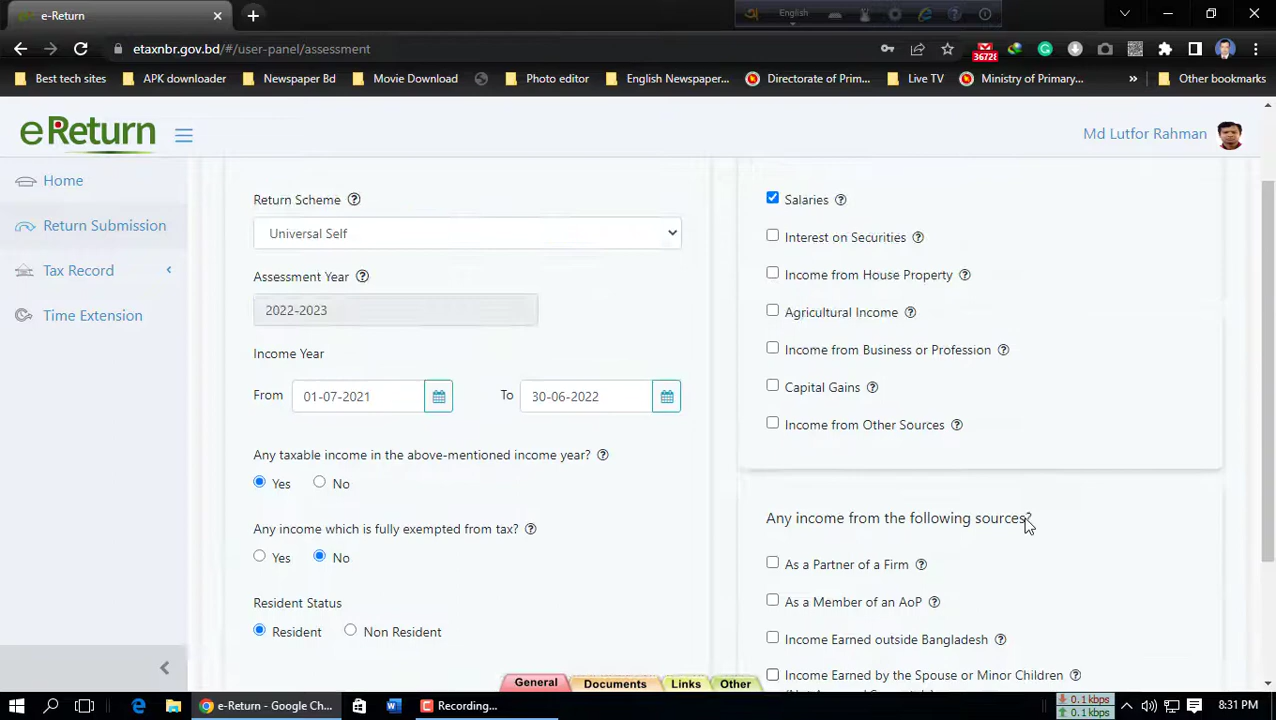 e-Return
English
etaxnbr.gov.bd/#/user-panel/assessment
36728
Best tech sites
APK downloader
Newspaper Bd
Movie Download
Photo editor
English Newspaper...
Directorate of Prim...
Live TV
Ministry of Primary...
»
Other bookmarks
eReturn
Md Lutfor Rahman
Home
Return Submission
Tax Record
Time Extension
Return Scheme
Universal Self
Assessment Year
2022-2023
Income Year
From 01-07-2021 To 30-06-2022
Any taxable income in the above-mentioned income year?
Yes No
Any income which is fully exempted from tax?
Yes No
Resident Status
Resident Non Resident
Salaries
Interest on Securities
Income from House Property
Agricultural Income
Income from Business or Profession
Capital Gains
Income from Other Sources
Any income from the following sources?
As a Partner of a Firm
As a Member of an AoP
Income Earned outside Bangladesh
Income Earned by the Spouse or Minor Children
General Documents Links Other
e-Return - Google Ch...
Recording...
0.1 kbps
0.1 kbps
8:31 PM